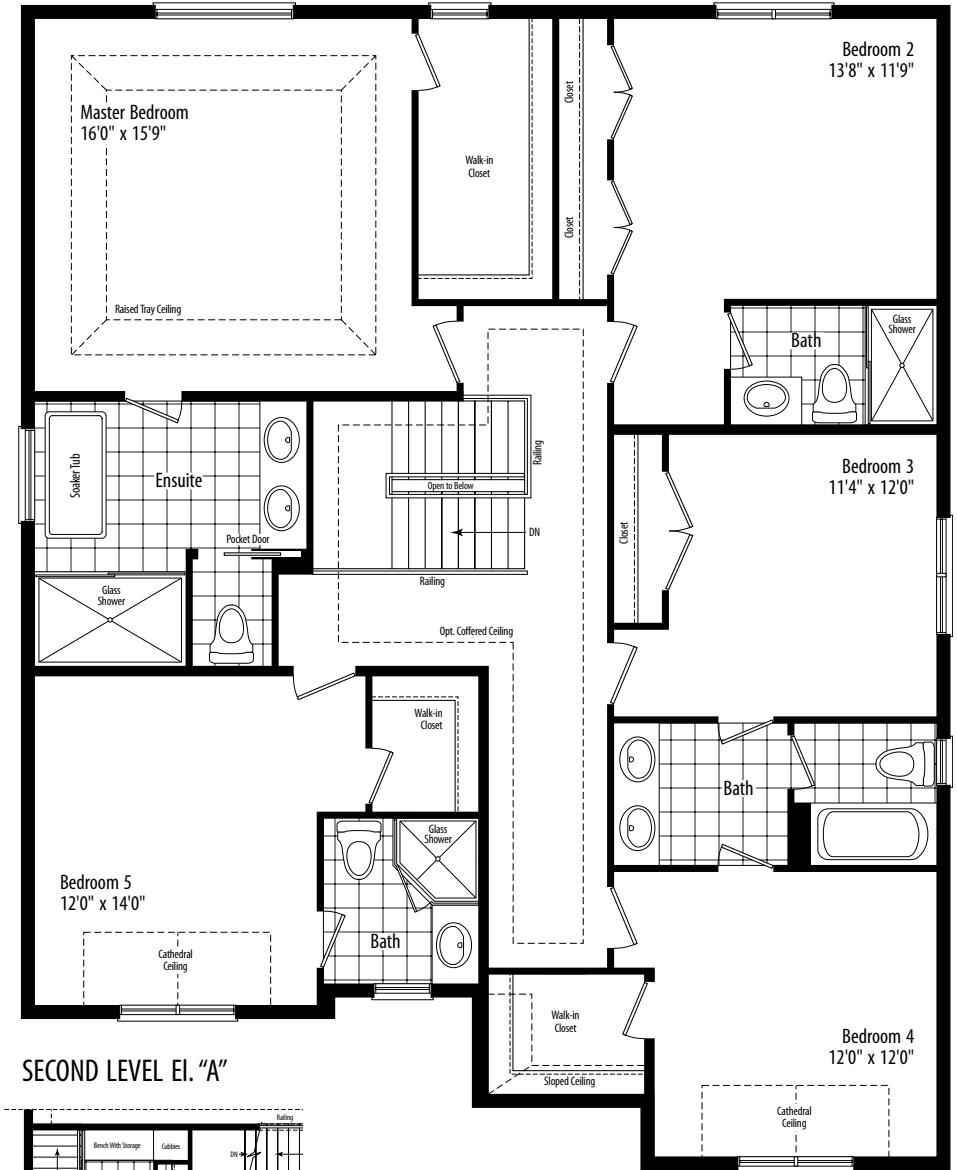 Bedroom 2
13'8" x 11'9"
Master Bedroom
16'0" x 15'9"
Closet
Walk-in
Closet
Closet
Raised Tray Ceiling
Glass
Shower
Bath
Soaker Tub
Ensuite
Railing
Open to Below
Bedroom 3
11'4" x 12'0"
Closet
DN
Pocket Door
Railing
Glass
Shower
Opt. Coffered Ceiling
Walk-in
Closet
Bath
Glass
Shower
Bedroom 5
12'0" x 14'0"
Bath
Cathedral
Ceiling
Walk-in
Closet
Bedroom 4
12'0" x 12'0"
Sloped Ceiling
Cathedral
Ceiling
SECOND LEVEL El. “A”
Railing
Bench With Storage
Cubbies
DN